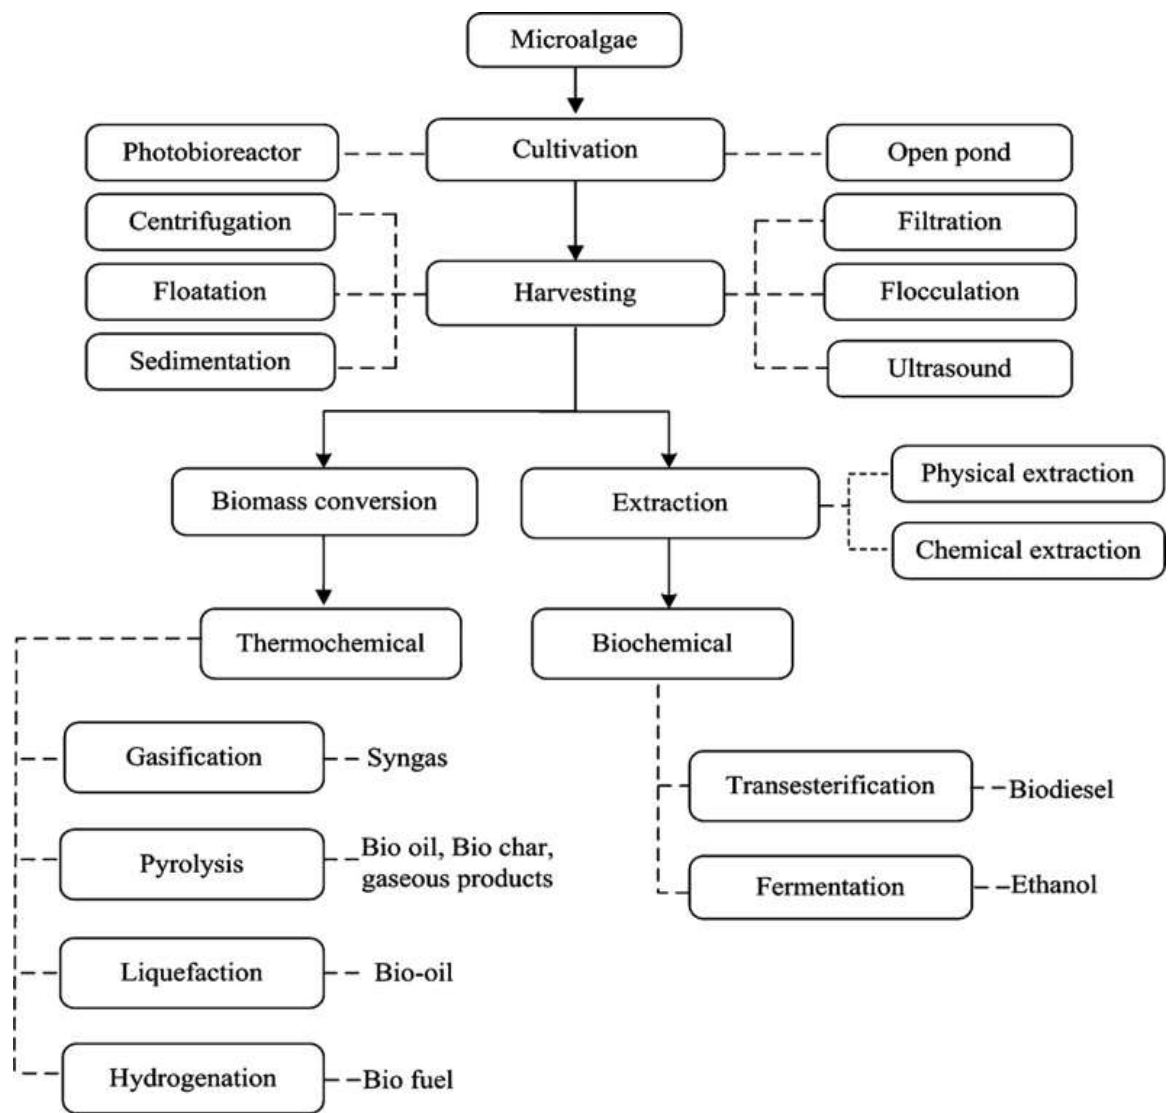 Microalgae
Photobioreactor
Cultivation
Open pond
Centrifugation
Filtration
Floatation
Harvesting
Flocculation
Sedimentation
Ultrasound
Biomass conversion
Extraction
Physical extraction
Chemical extraction
Thermochemical
Biochemical
Gasification
Syngas
Transesterification
Biodiesel
Pyrolysis
Bio oil, Bio char,
gaseous products
Fermentation
Ethanol
Liquefaction
Bio-oil
Hydrogenation
Bio fuel